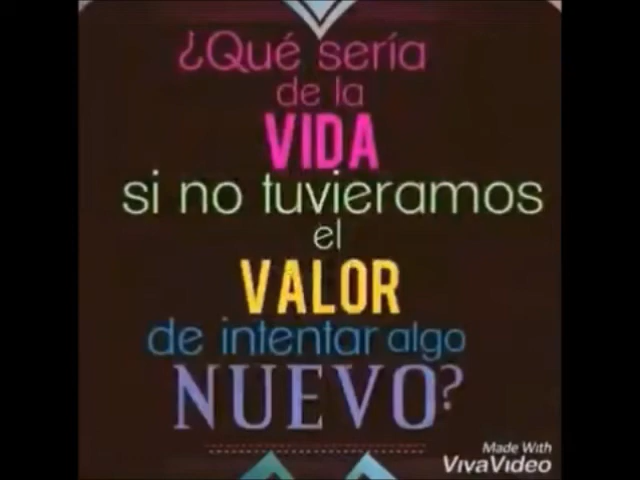 ¿Qué sería
de la
VIDA
si no tuvieramos
el
VALOR
de intentar algo
NUEVO?
Made With
VivaVideo